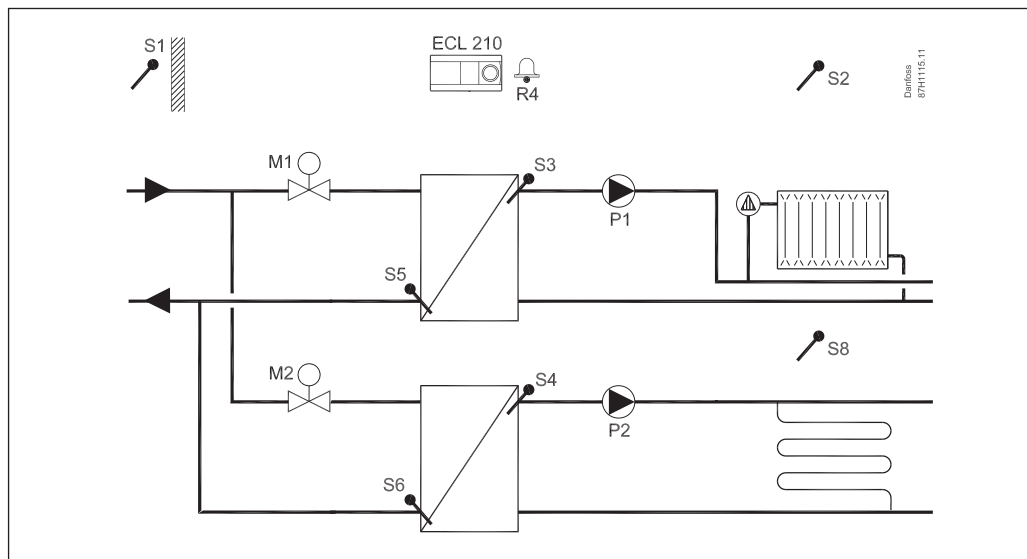 S1
ECL 210
R4
S2
Danfoss
87H1115.11
M1
S3
P1
S5
S8
M2
S4
P2
S6